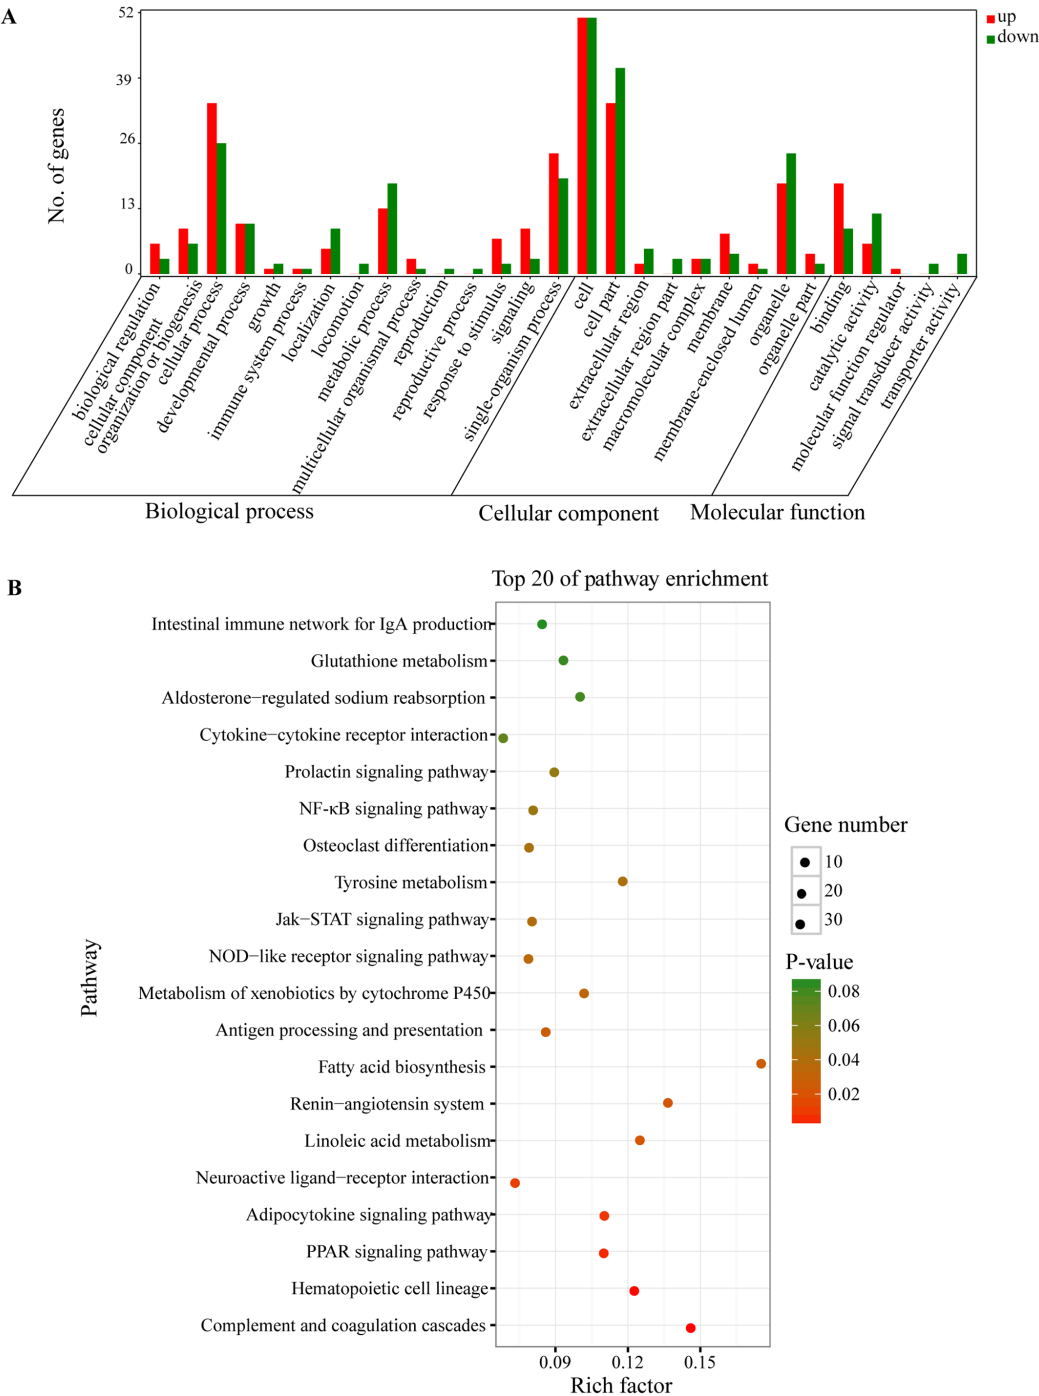 A
up
down
No. of genes
52
39
26
13
0
biological regulation
cellular component
organization or biogenesis
cellular process
developmental process
growth
immune system process
localization
locomotion
metabolic process
multicellular organismal process
reproduction
reproductive process
response to stimulus
signaling
single-organism process
cell
cell part
extracellular region
extracellular region part
macromolecular complex
membrane
membrane-enclosed lumen
organelle
organelle part
binding
catalytic activity
molecular function regulator
signal transducer activity
transporter activity
Biological process
Cellular component
Molecular function
B
Top 20 of pathway enrichment
Pathway
Intestinal immune network for IgA production
Glutathione metabolism
Aldosterone−regulated sodium reabsorption
Cytokine−cytokine receptor interaction
Prolactin signaling pathway
NF-κB signaling pathway
Osteoclast differentiation
Tyrosine metabolism
Jak−STAT signaling pathway
NOD−like receptor signaling pathway
Metabolism of xenobiotics by cytochrome P450
Antigen processing and presentation
Fatty acid biosynthesis
Renin−angiotensin system
Linoleic acid metabolism
Neuroactive ligand−receptor interaction
Adipocytokine signaling pathway
PPAR signaling pathway
Hematopoietic cell lineage
Complement and coagulation cascades
0.09
0.12
0.15
Rich factor
Gene number
10
20
30
P-value
0.08
0.06
0.04
0.02